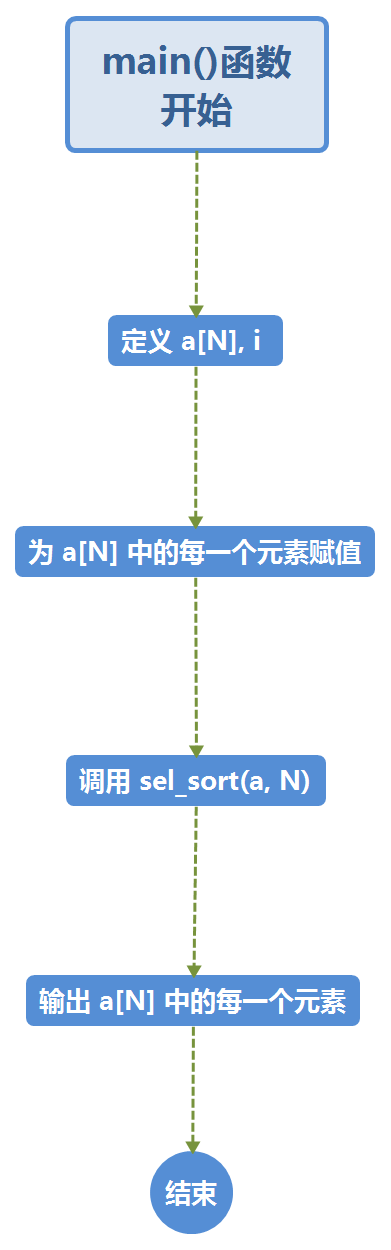 main()函数
开始
定义 a[N], i
为 a[N] 中的每一个元素赋值
调用 sel_sort(a, N)
输出 a[N] 中的每一个元素
结束